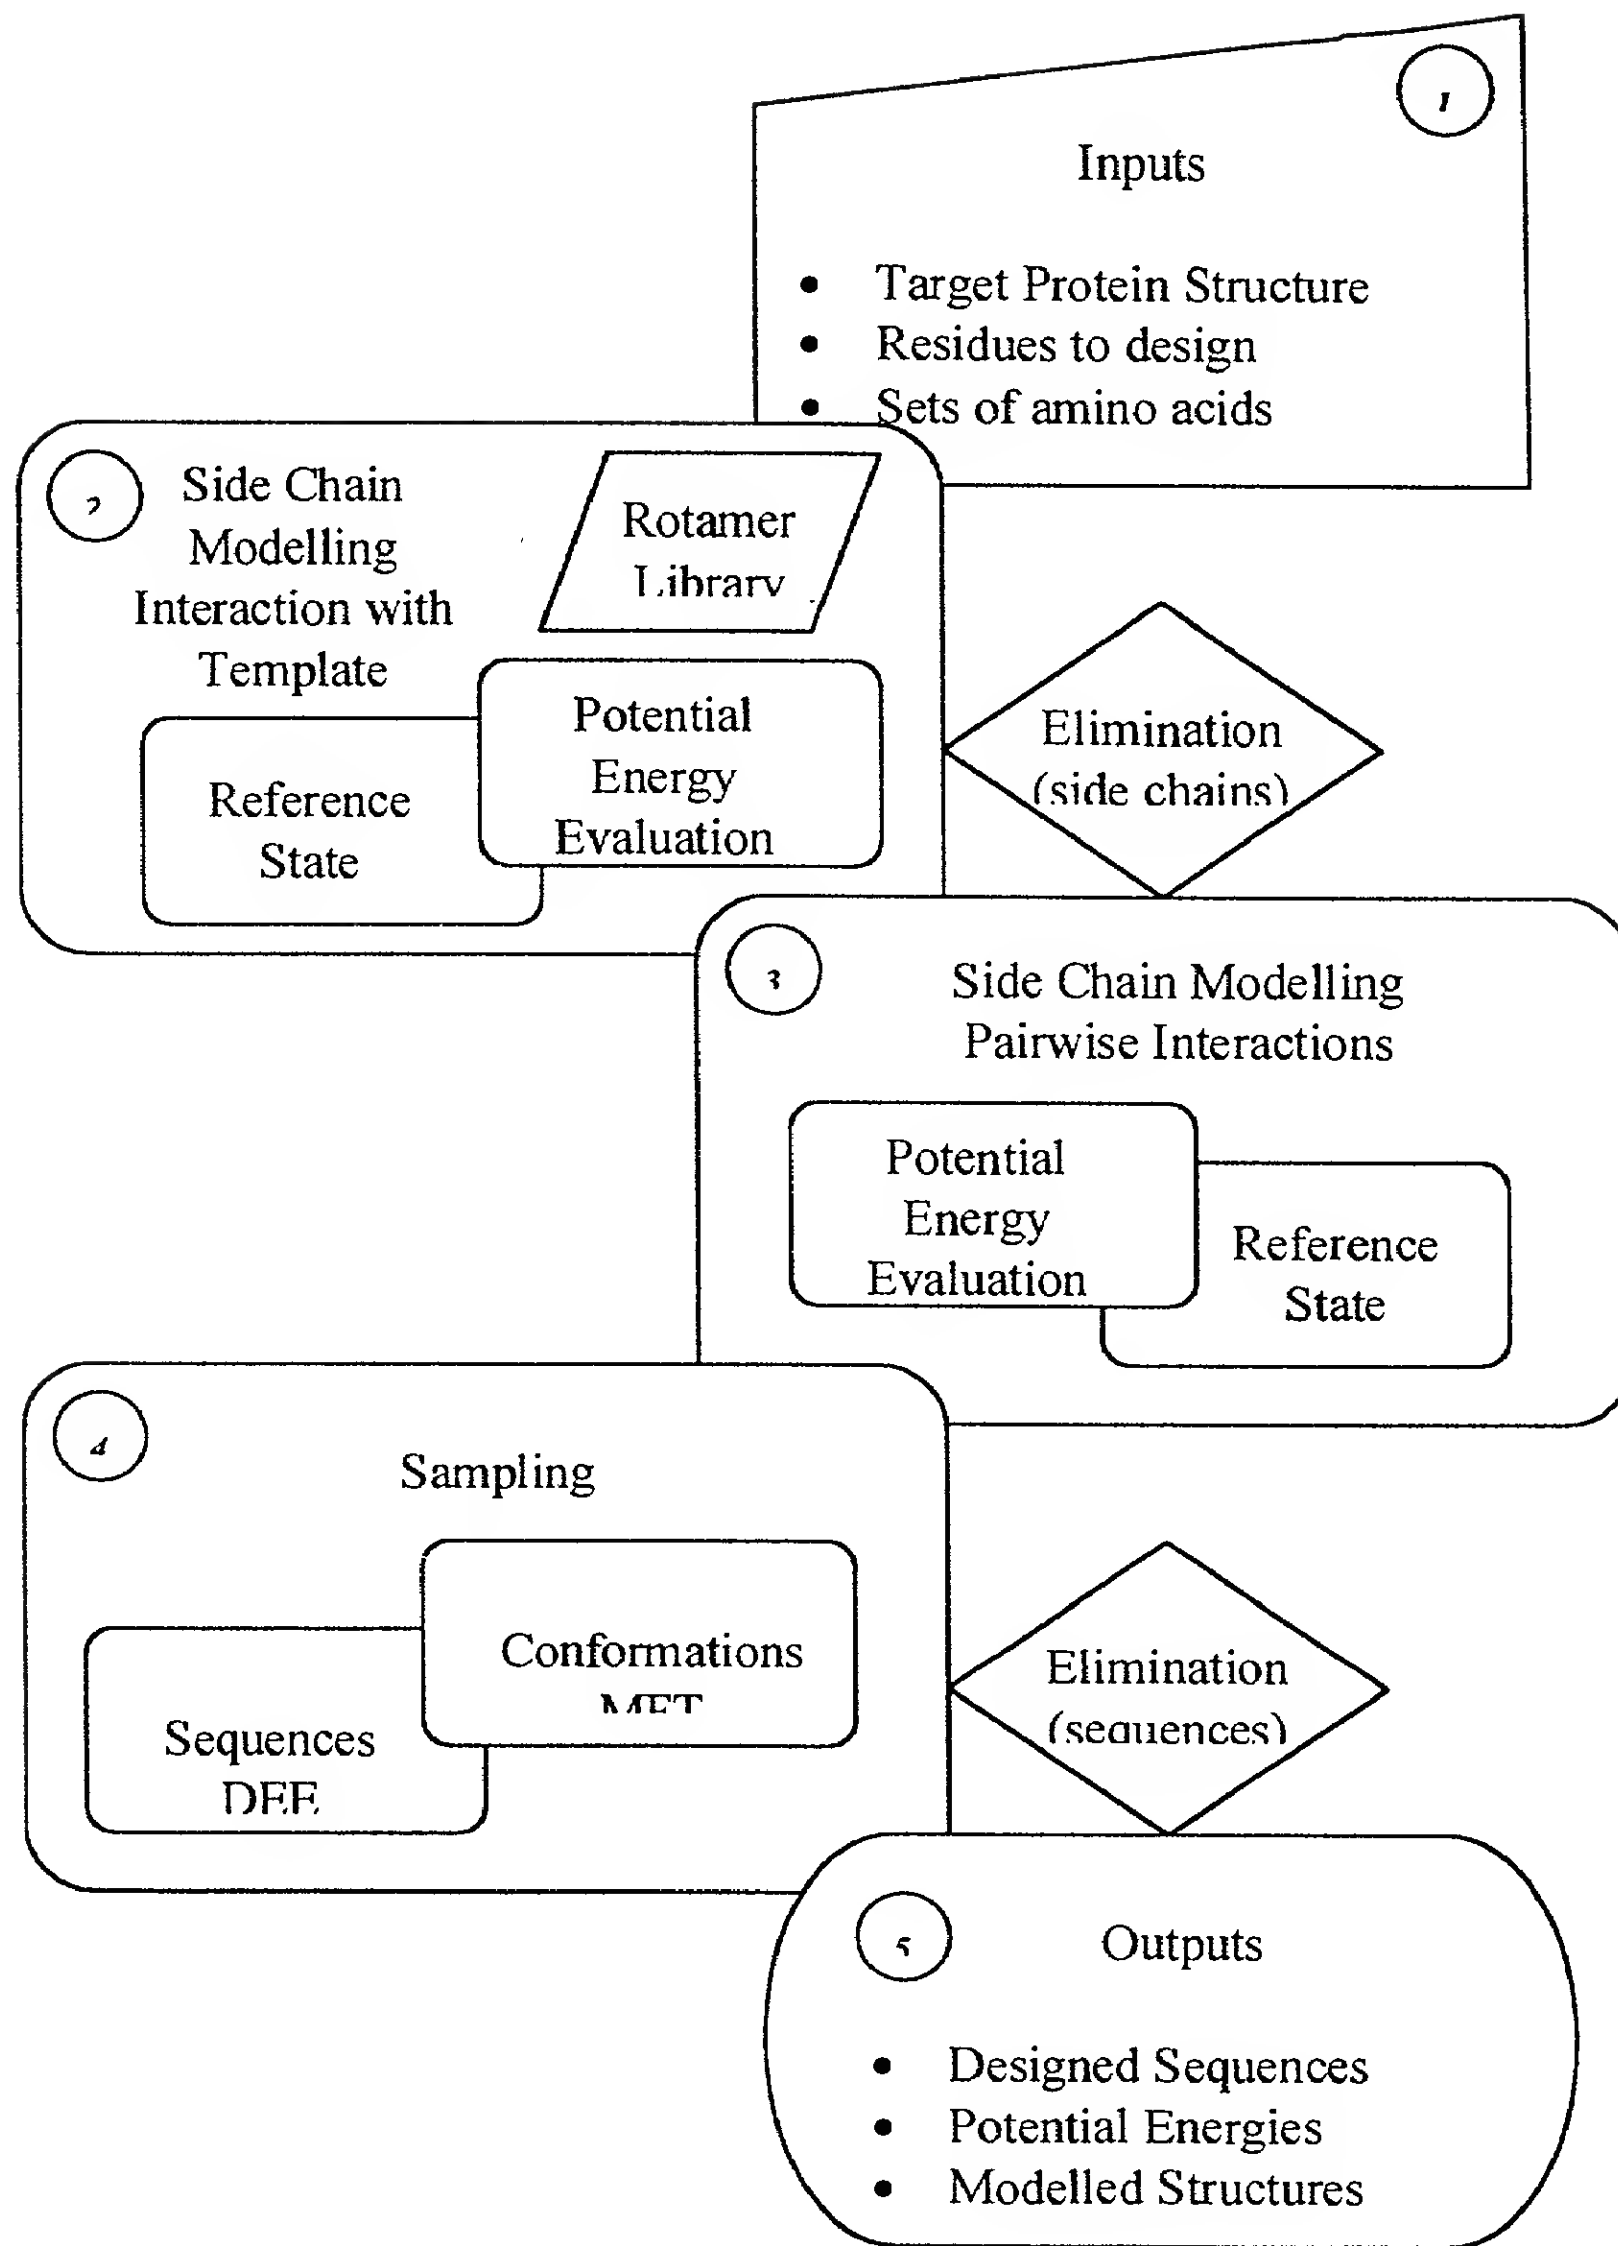 1
Inputs
• Target Protein Structure
• Residues to design
• Sets of amino acids
2
Side Chain
Modelling
Interaction with
Template
Rotamer
Library
Potential
Energy
Evaluation
Reference
State
Elimination
(side chains)
3
Side Chain Modelling
Pairwise Interactions
Potential
Energy
Evaluation
Reference
State
4
Sampling
Conformations
MFT
Sequences
DEE
Elimination
(sequences)
5
Outputs
• Designed Sequences
• Potential Energies
• Modelled Structures